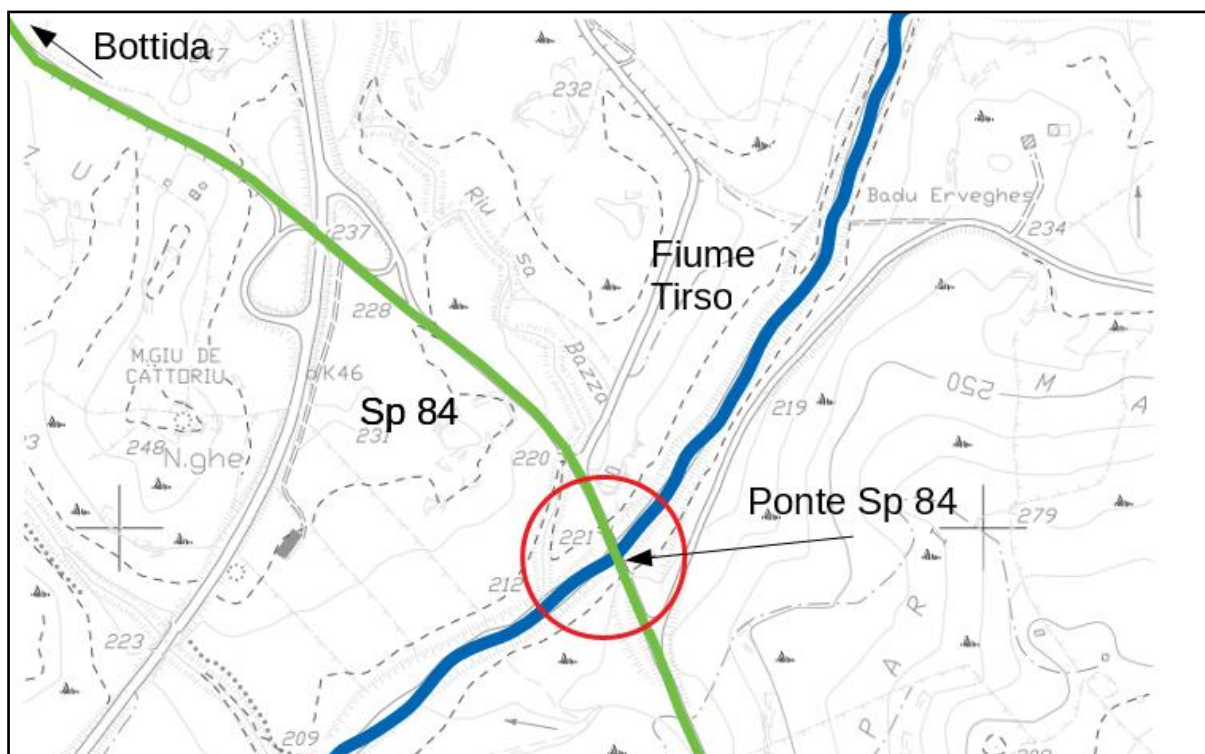 Bottida
232
U
Riu
sa
Bazza
Badu Erveghes
234
237
Fiume
Tirso
228
M.GIU DE
CATTORIU
K46
Sp 84
231
219
M 250
A
248
N.ghe
220
Ponte Sp 84
221
279
212
R
A
P
223
209